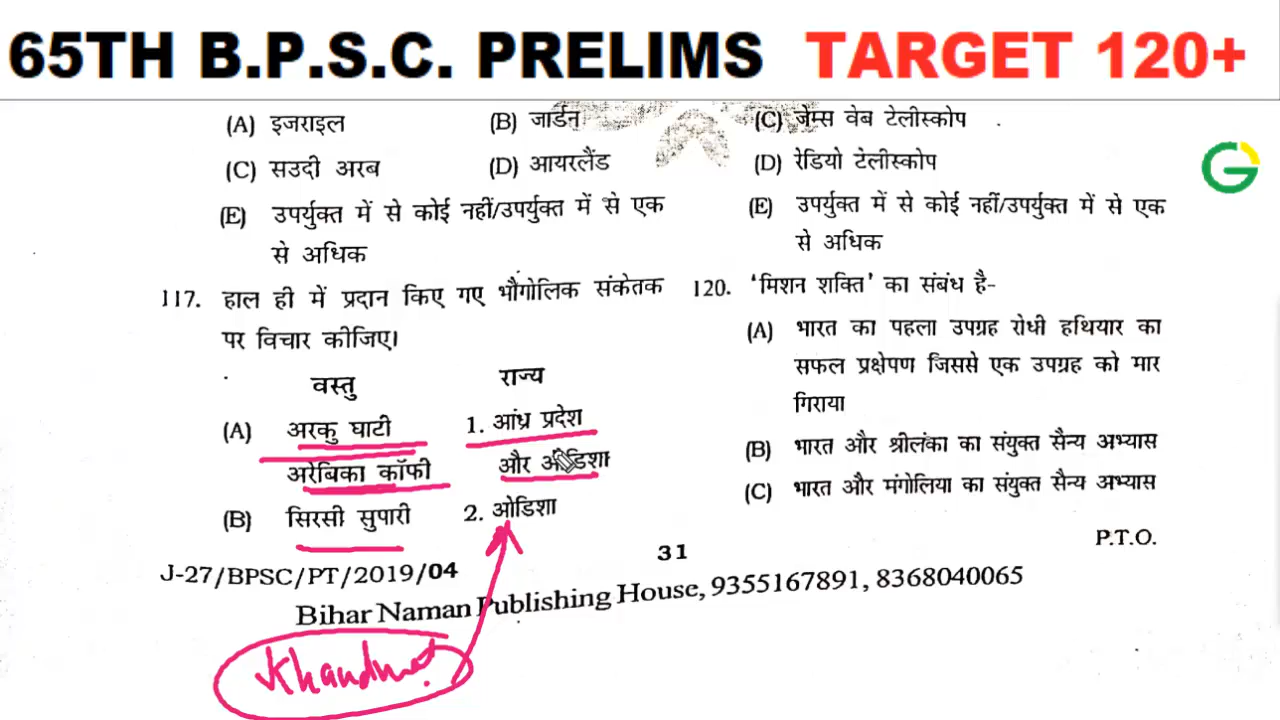 65TH B.P.S.C. PRELIMS TARGET 120+
(A) इजराइल (B) जार्डन
(C) सउदी अरब (D) आयरलैंड
(E) उपर्युक्त में से कोई नहीं/उपर्युक्त में से एक
से अधिक
117. हाल ही में प्रदान किए गए भौगोलिक संकेतक
पर विचार कीजिए।
वस्तु राज्य
(A) अरकु घाटी 1. आंध्र प्रदेश
अरेबिका कॉफी और ओडिशा
(B) सिरसी सुपारी 2. ओडिशा
J-27/BPSC/PT/2019/04
(C) जेम्स वेब टेलीस्कोप
(D) रेडियो टेलीस्कोप
(E) उपर्युक्त में से कोई नहीं/उपर्युक्त में से एक
से अधिक
120. 'मिशन शक्ति' का संबंध है-
(A) भारत का पहला उपग्रह रोधी हथियार का
सफल प्रक्षेपण जिससे एक उपग्रह को मार
गिराया
(B) भारत और श्रीलंका का संयुक्त सैन्य अभ्यास
(C) भारत और मंगोलिया का संयुक्त सैन्य अभ्यास
P.T.O.
31
Bihar Naman Publishing House, 9355167891, 8368040065